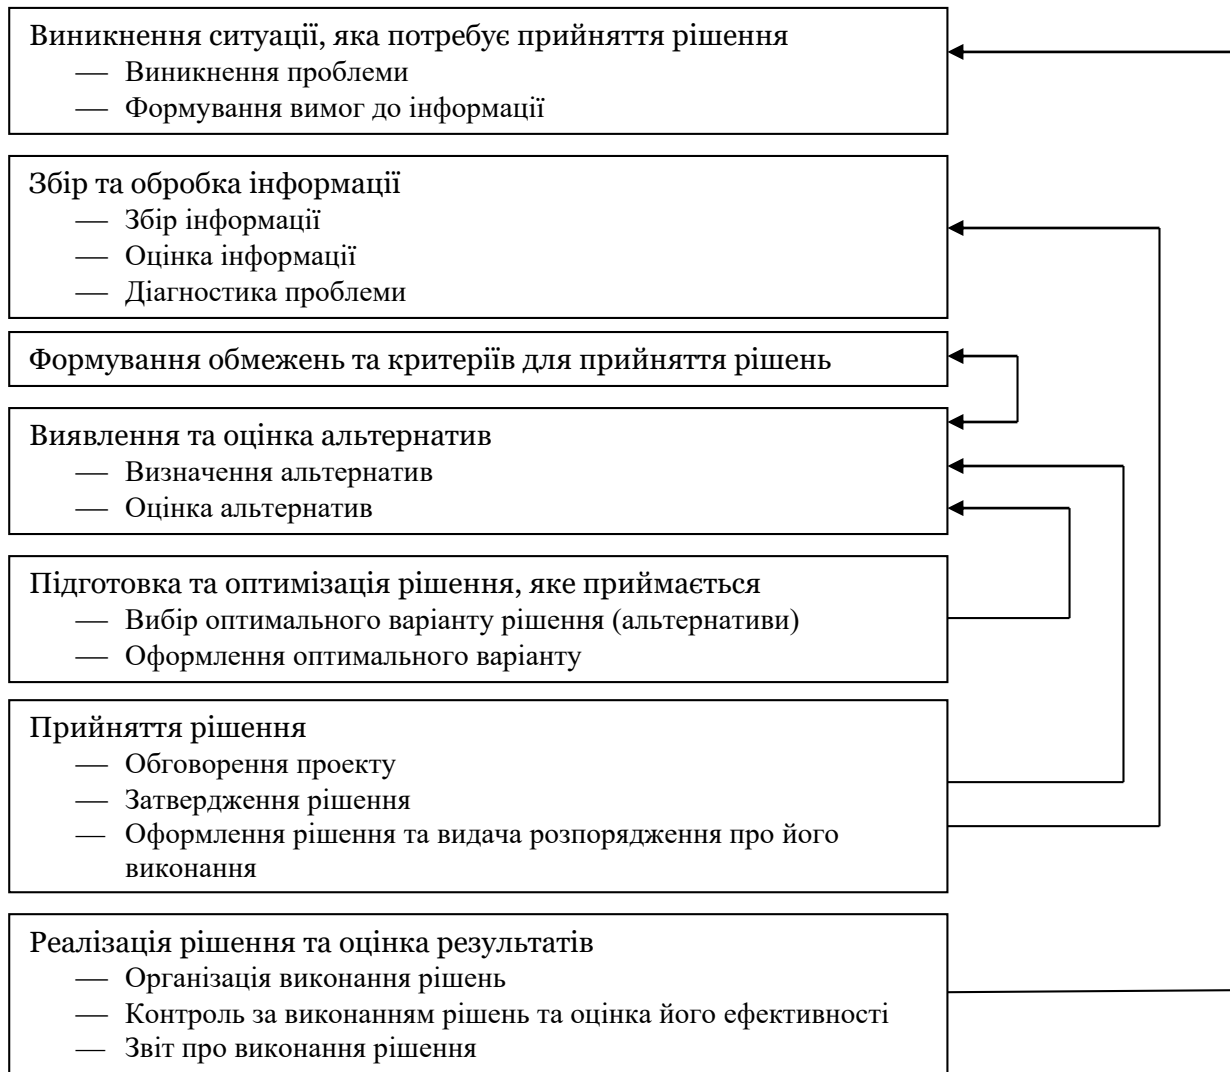 Виникнення ситуації, яка потребує прийняття рішення
— Виникнення проблеми
— Формування вимог до інформації
Збір та обробка інформації
— Збір інформації
— Оцінка інформації
— Діагностика проблеми
Формування обмежень та критеріїв для прийняття рішень
Виявлення та оцінка альтернатив
— Визначення альтернатив
— Оцінка альтернатив
Підготовка та оптимізація рішення, яке приймається
— Вибір оптимального варіанту рішення (альтернативи)
— Оформлення оптимального варіанту
Прийняття рішення
— Обговорення проекту
— Затвердження рішення
— Оформлення рішення та видача розпорядження про його
виконання
Реалізація рішення та оцінка результатів
— Організація виконання рішень
— Контроль за виконанням рішень та оцінка його ефективності
— Звіт про виконання рішення